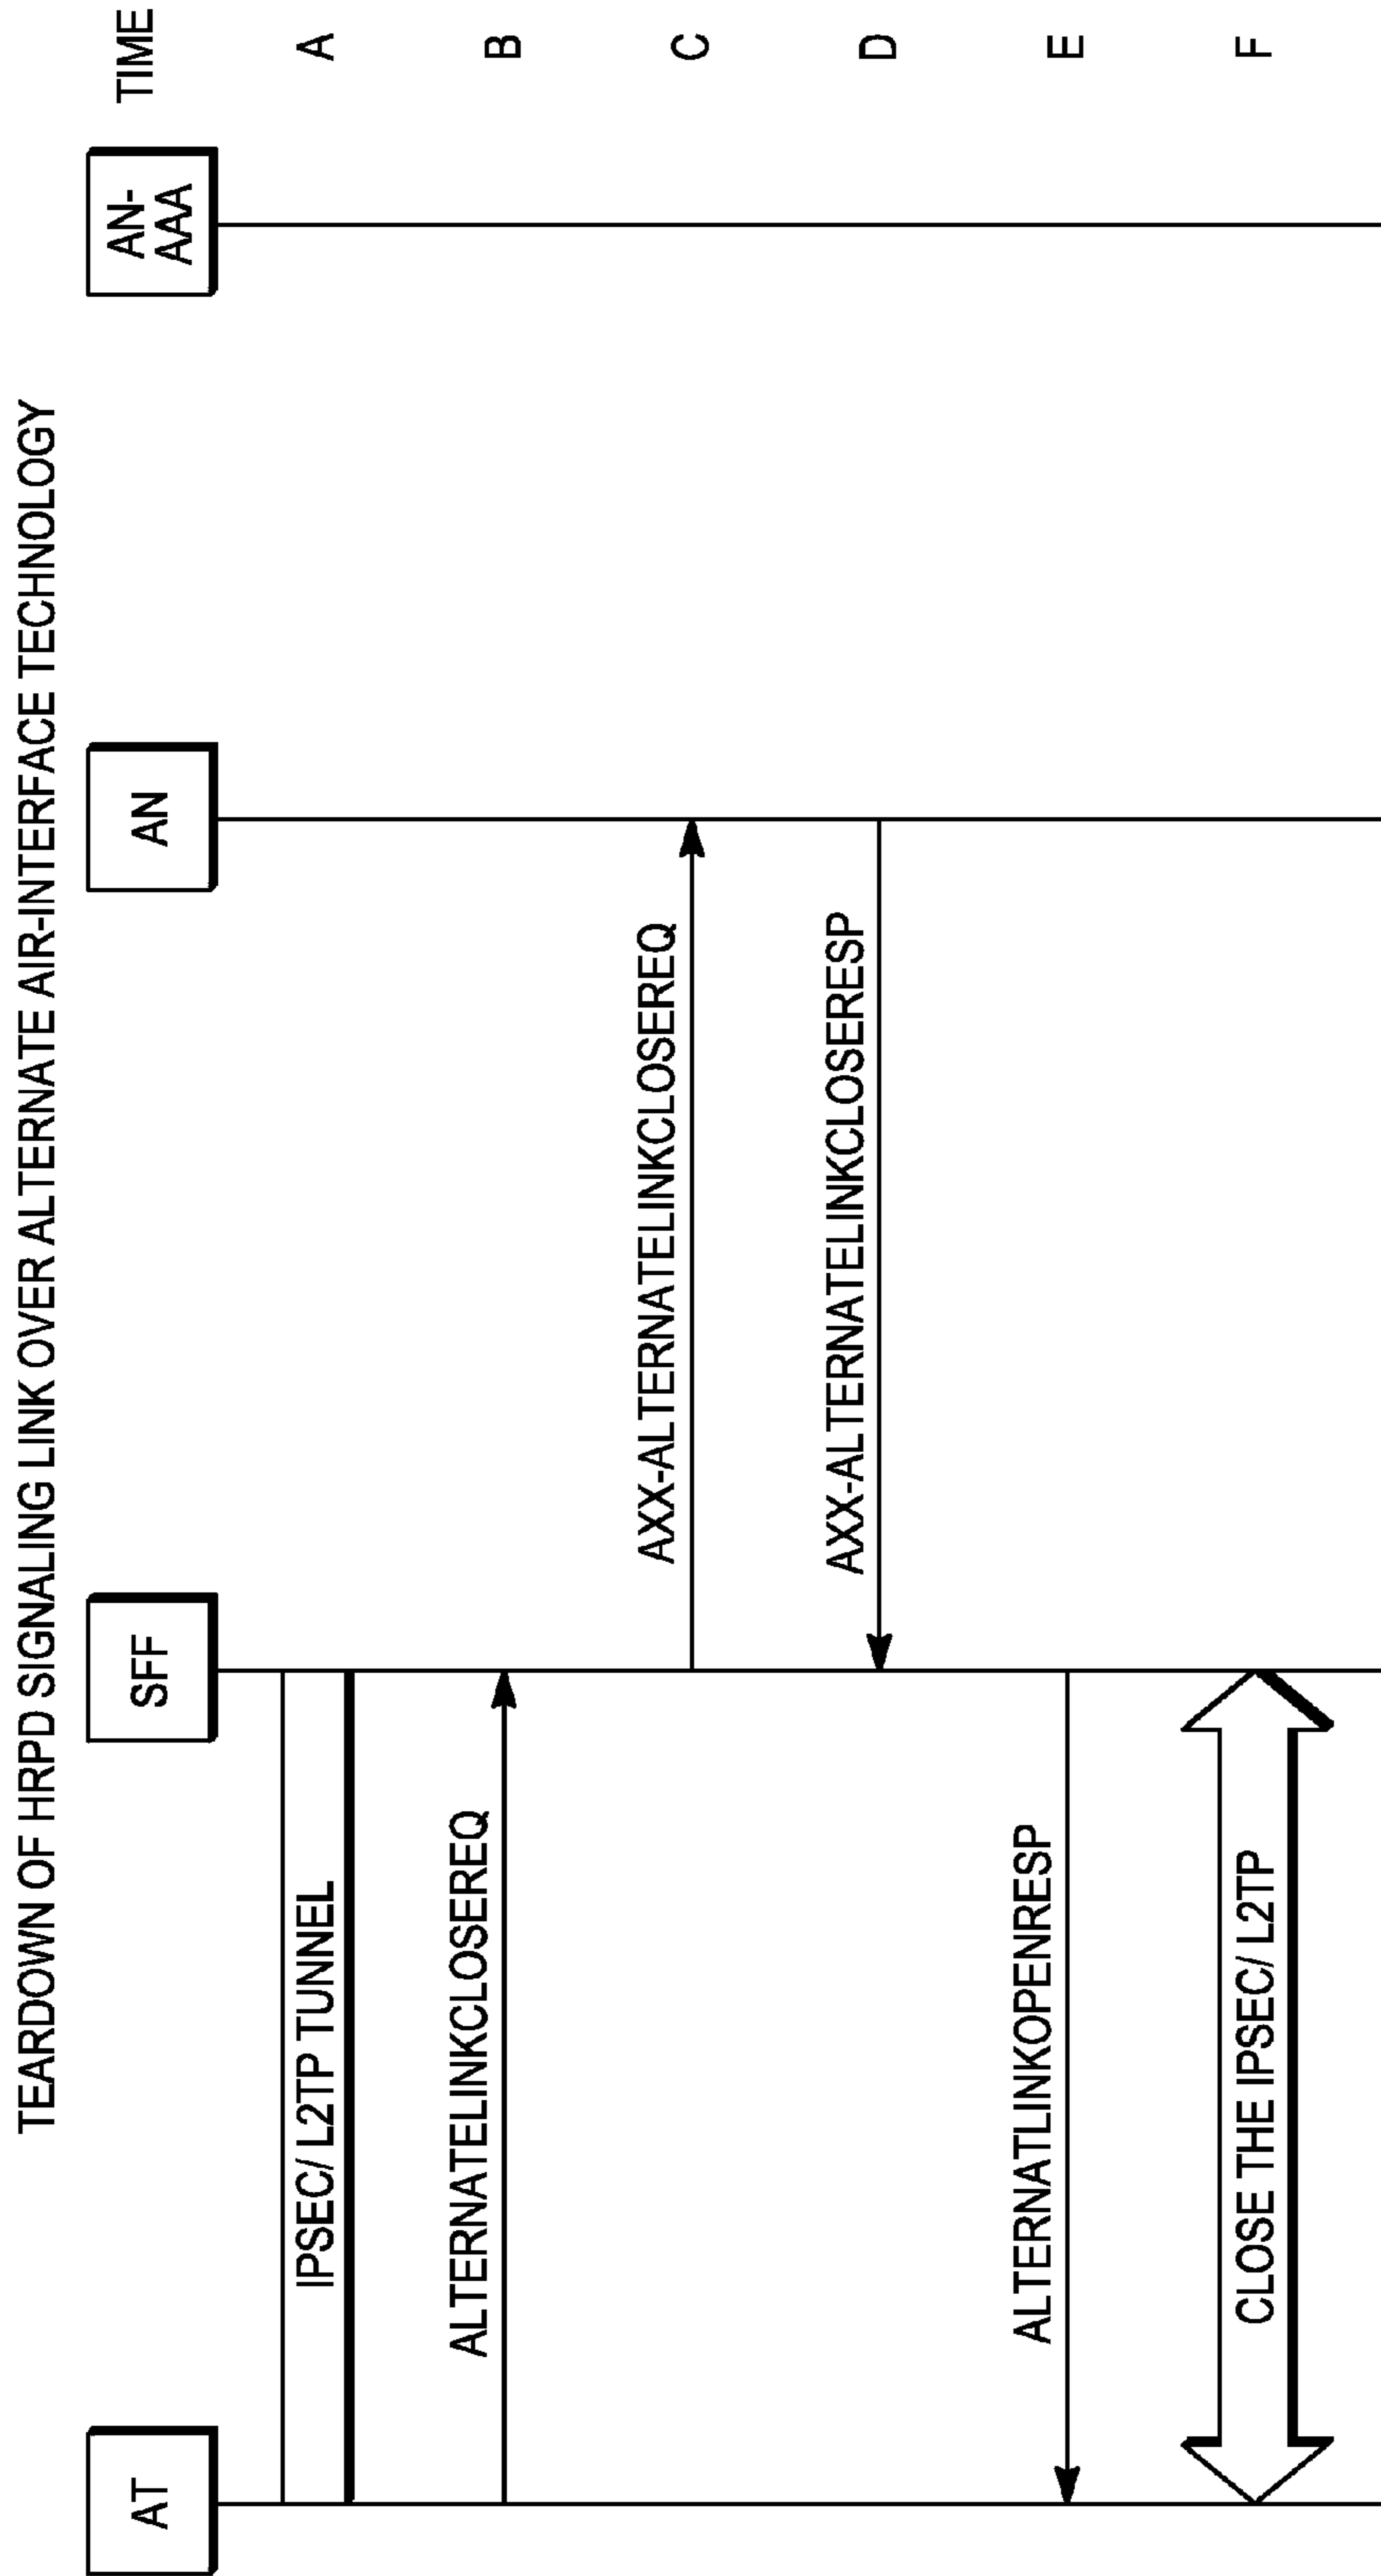 TEARDOWN OF HRPD SIGNALING LINK OVER ALTERNATE AIR-INTERFACE TECHNOLOGY
AT
SFF
AN
AN-
AAA
TIME
IPSEC/ L2TP TUNNEL
A
ALTERNATELINKCLOSEREQ
B
AXX-ALTERNATELINKCLOSEREQ
C
AXX-ALTERNATELINKCLOSERESP
D
ALTERNATLINKOPENRESP
E
CLOSE THE IPSEC/ L2TP
F